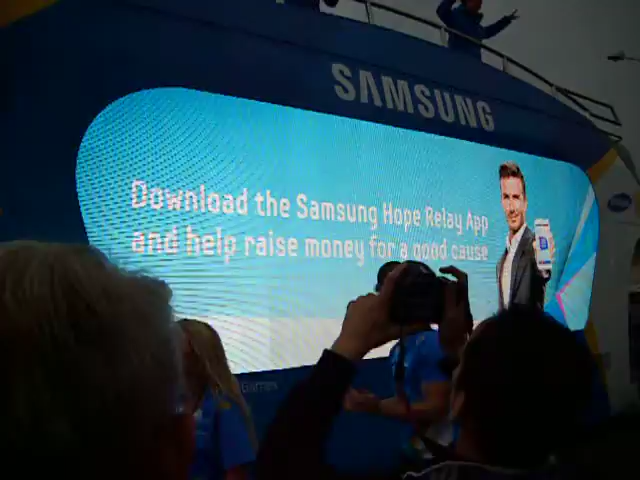 SAMSUNG
Download the Samsung Hope Relay App
and help raise money for a good cause